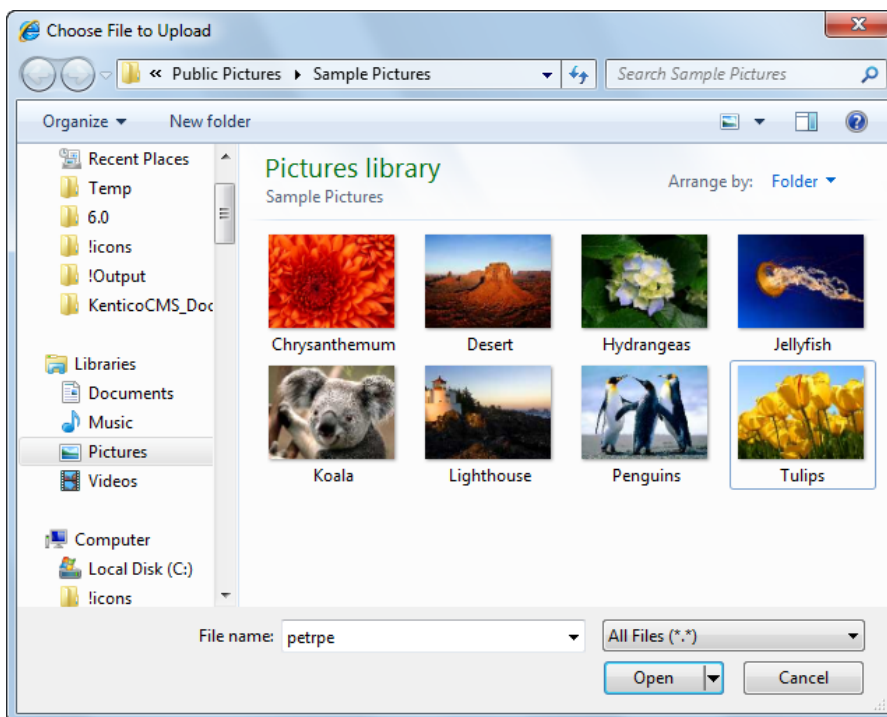 Choose File to Upload
« Public Pictures ▸ Sample Pictures
Search Sample Pictures
Organize
New folder
Recent Places
Temp
6.0
!icons
!Output
KenticoCMS_Doc
Libraries
Documents
Music
Pictures
Videos
Computer
Local Disk (C:)
!icons
Pictures library
Sample Pictures
Arrange by: Folder
Chrysanthemum
Desert
Hydrangeas
Jellyfish
Koala
Lighthouse
Penguins
Tulips
File name: petrpe
All Files (*.*)
Open
Cancel